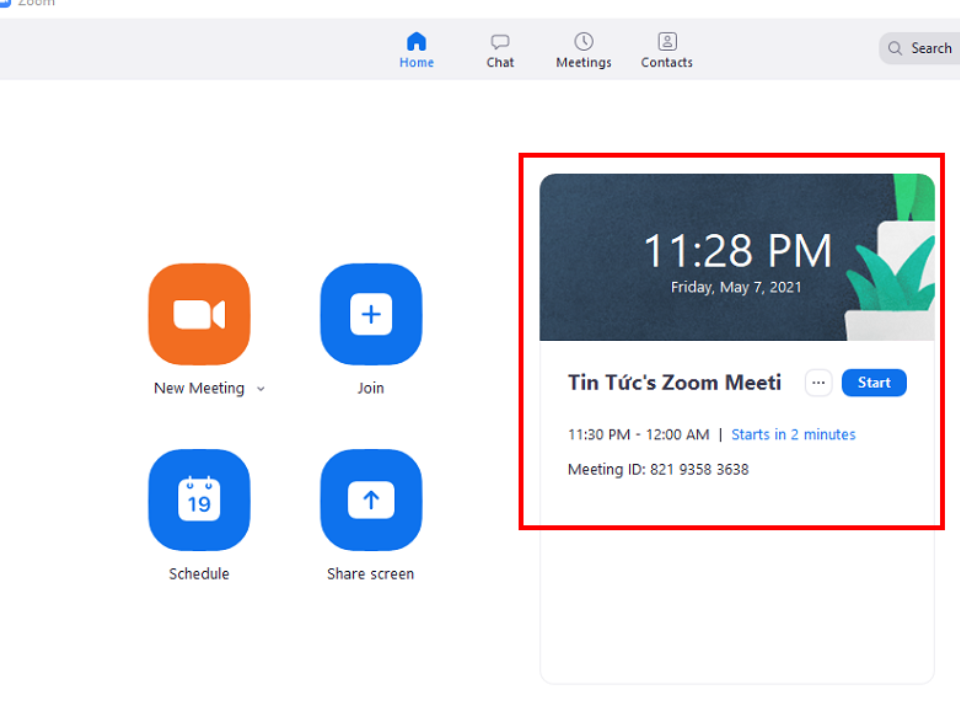 Zoom
Home Chat Meetings Contacts Search
11:28 PM
Friday, May 7, 2021
Tin Tức's Zoom Meeti ... Start
11:30 PM - 12:00 AM | Starts in 2 minutes
Meeting ID: 821 9358 3638
New Meeting
Join
19
Schedule
Share screen